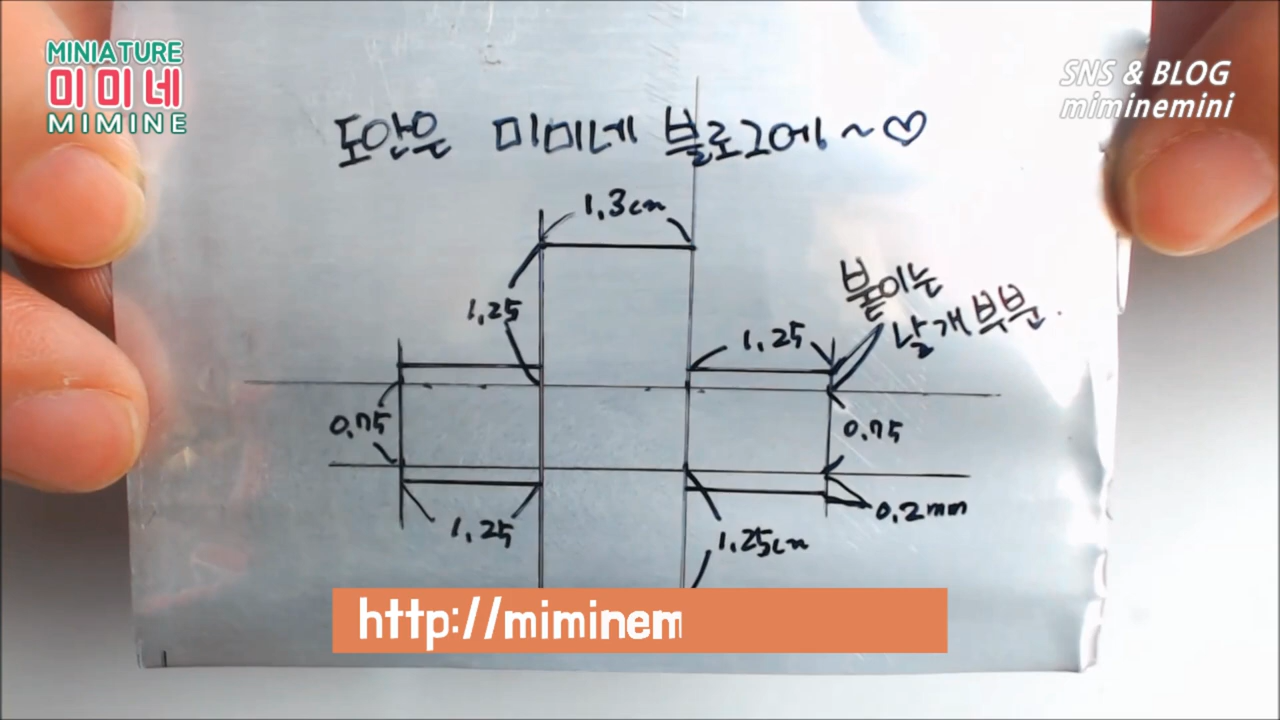 MINIATURE
미미네
MIMINE
SNS & BLOG
miminemini
도안은 미미네 블로그에~♡
1.3cm
1.25
1.25
붙이는
날개부분.
0.75
0.75
1.25
0.2mm
1.25cm
http://miminem